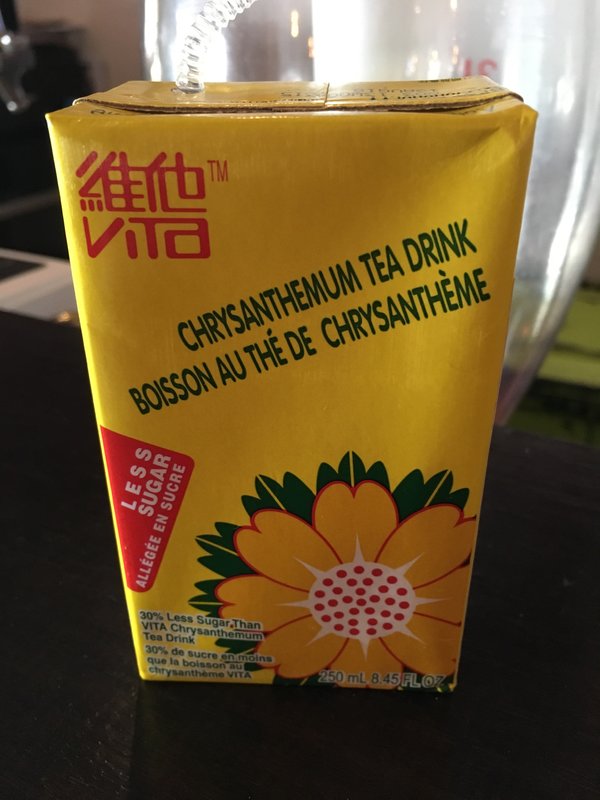 維他™
VITA
CHRYSANTHEMUM TEA DRINK
BOISSON AU THÉ DE CHRYSANTHÈME
LESS
SUGAR
ALLÉGÉE EN SUCRE
30% Less Sugar Than
VITA Chrysanthemum
Tea Drink
30% de sucre en moins
que la boisson au
chrysanthème VITA
250 mL 8.45 FL OZ